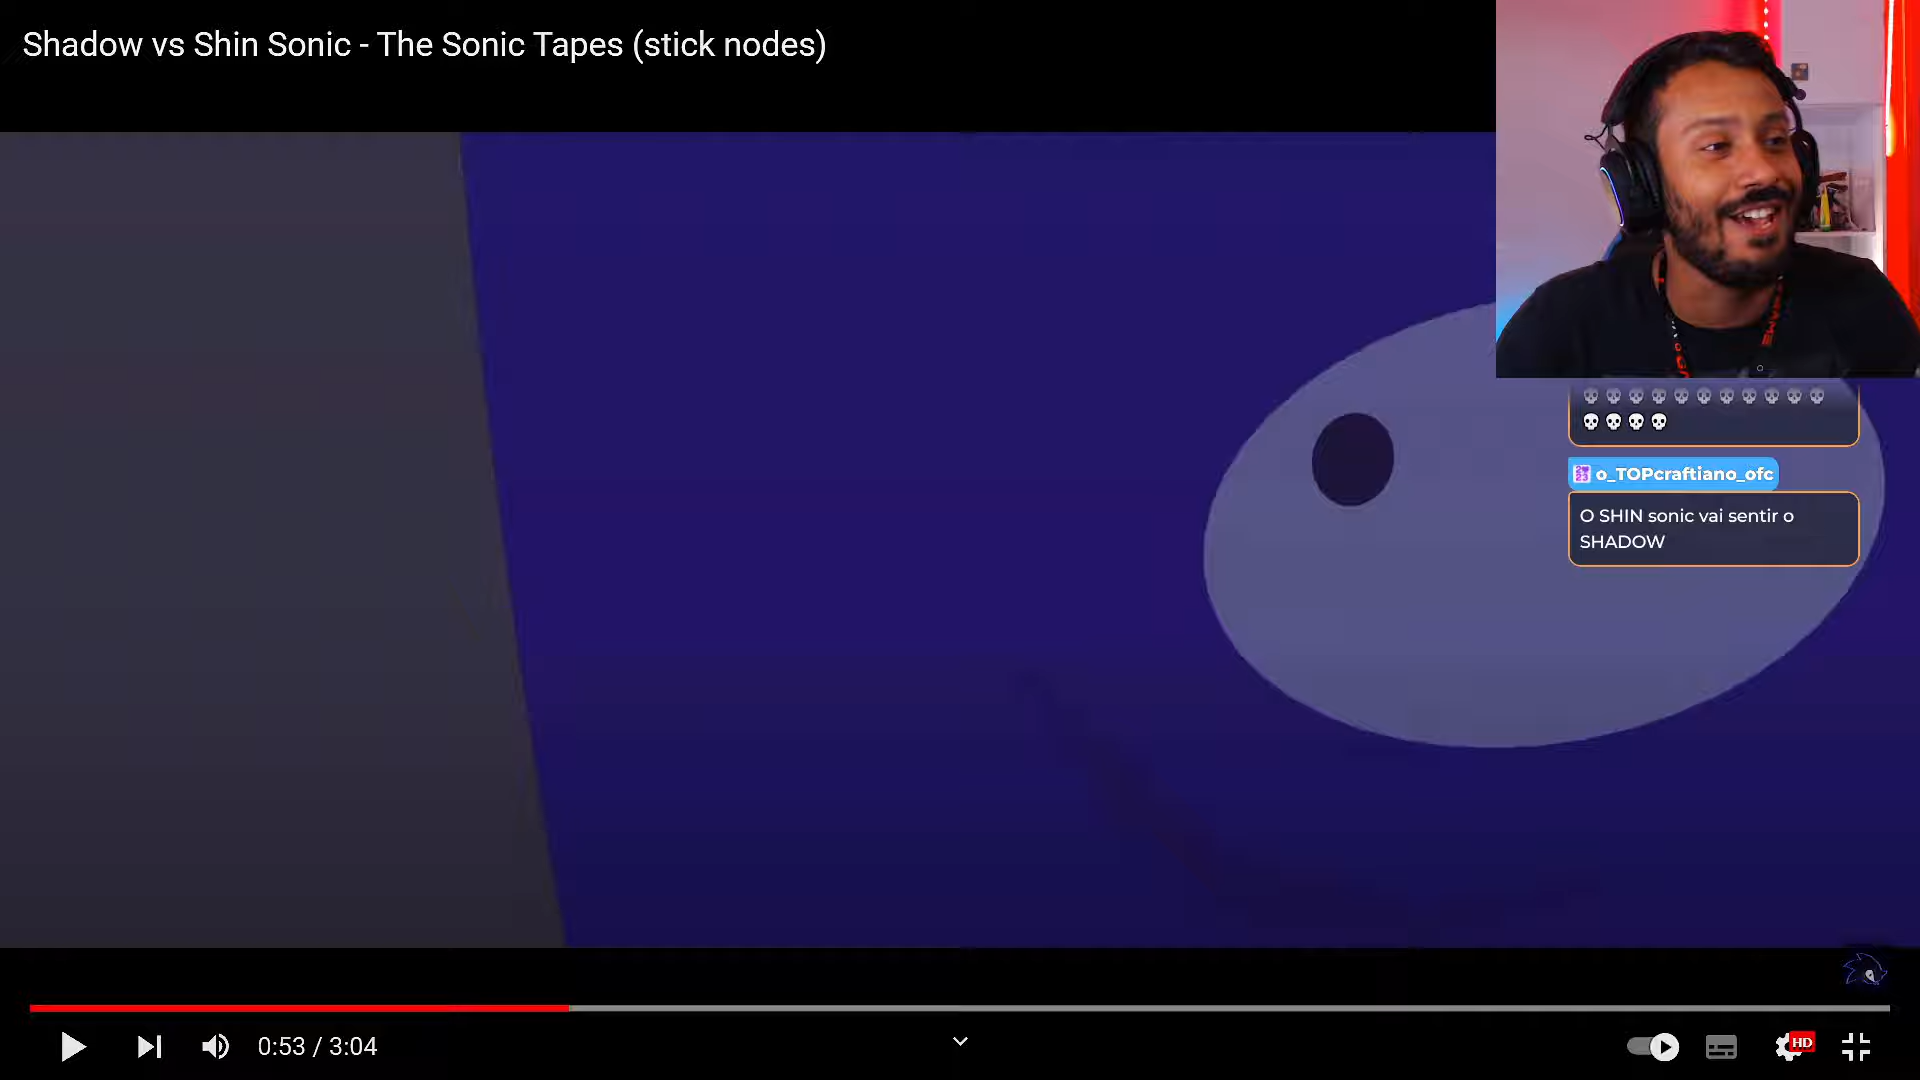 Shadow vs Shin Sonic - The Sonic Tapes (stick nodes)
o_TOPcraftiano_ofc
O SHIN sonic vai sentir o
SHADOW
0:53 / 3:04
HD